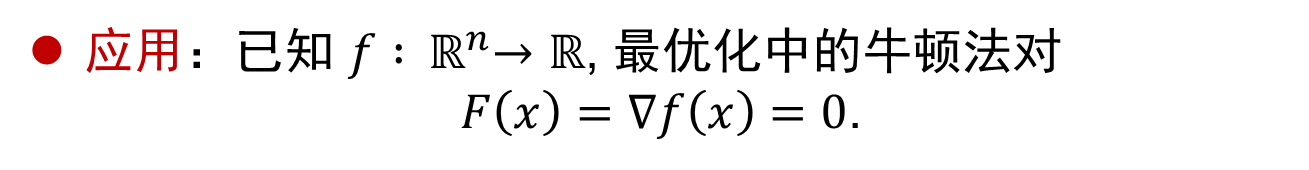 ● 应用：已知 𝑓： ℝⁿ→ ℝ, 最优化中的牛顿法对
𝐹(𝑥) = ∇𝑓(𝑥) = 0.